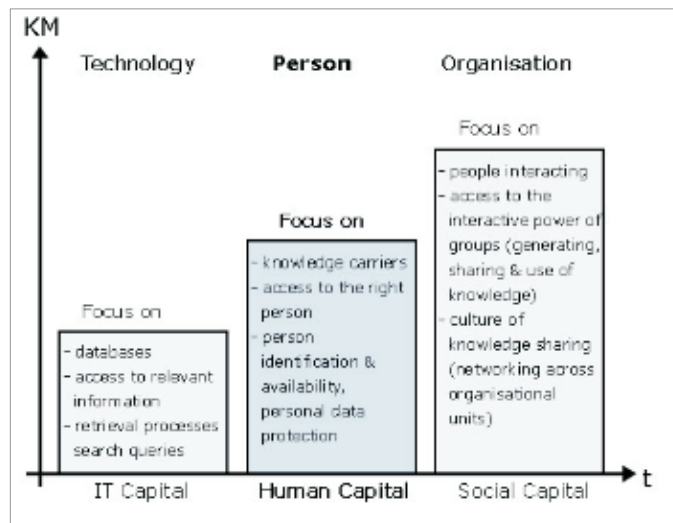 KM
Technology
Person
Organisation
Focus on
- databases
- access to relevant
information
- retrieval processes
search queries
Focus on
- knowledge carriers
- access to the right
person
- person
identification &
availability,
personal data
protection
Focus on
- people interacting
- access to the
interactive power of
groups (generating,
sharing & use of
knowledge)
- culture of
knowledge sharing
(networking across
organisational
units)
t
IT Capital
Human Capital
Social Capital